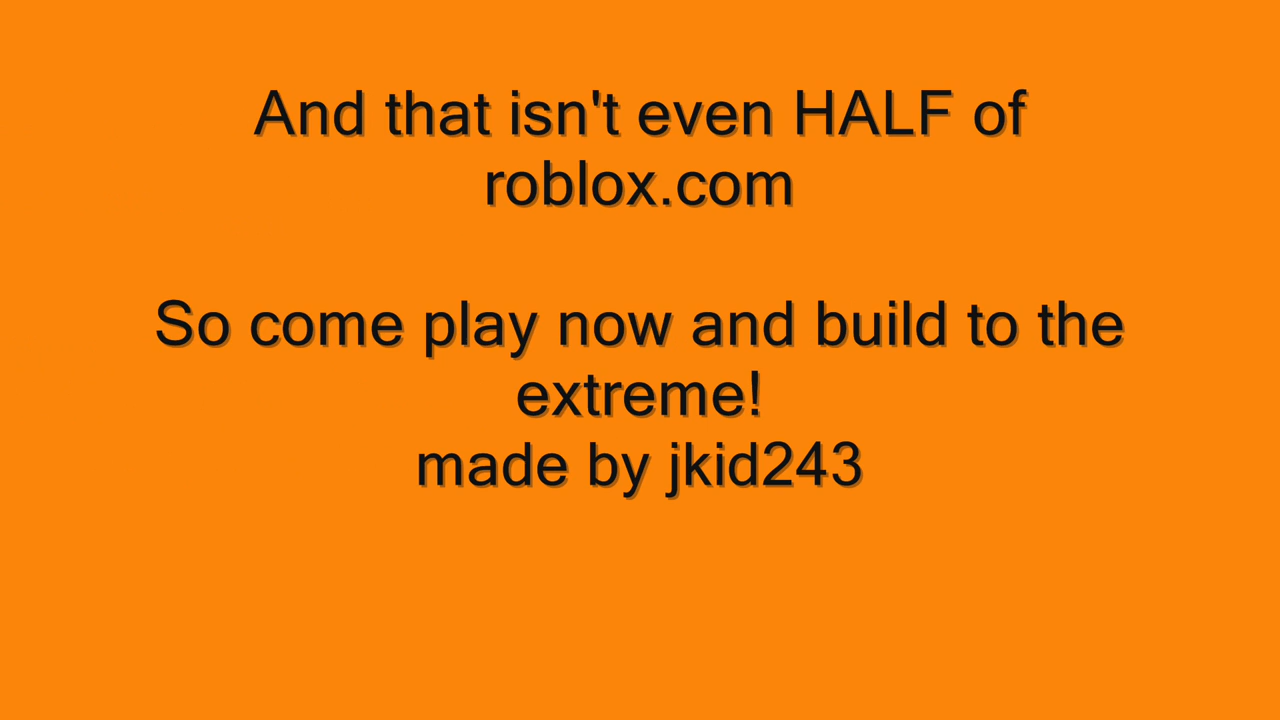 And that isn't even HALF of
roblox.com
So come play now and build to the
extreme!
made by jkid243